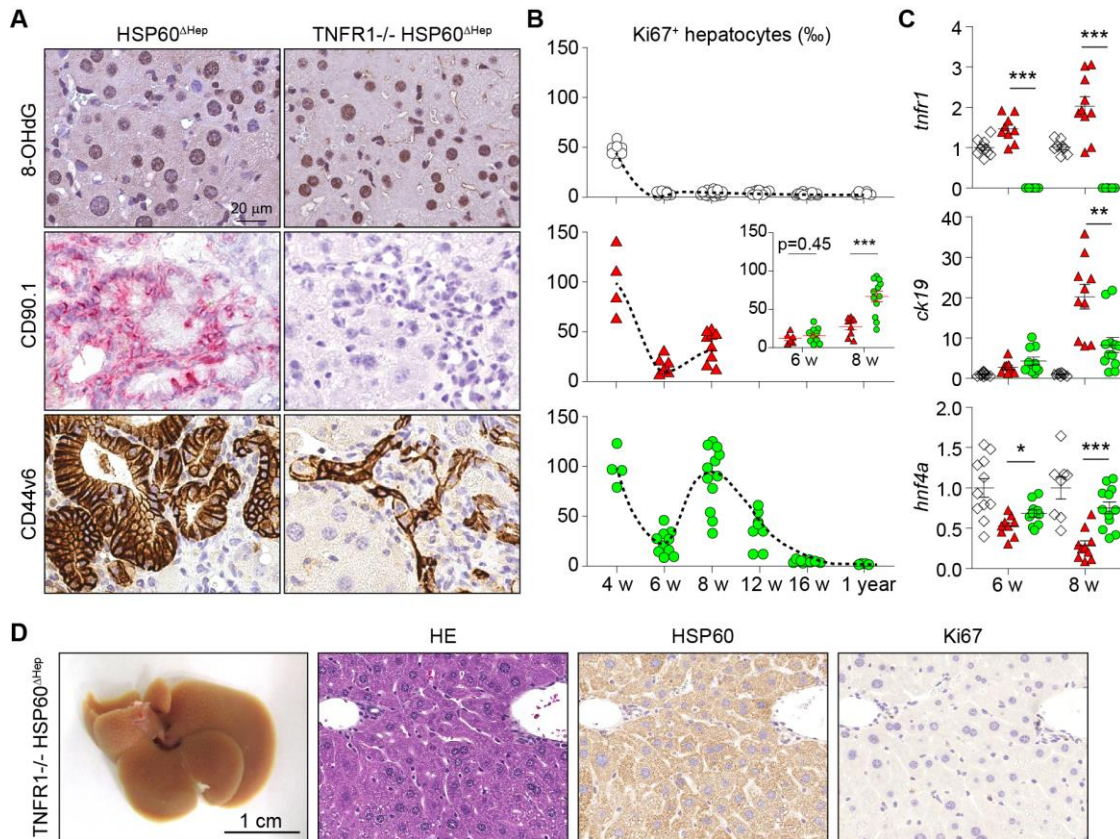 A
HSP60ΔHep
TNFR1-/- HSP60ΔHep
8-OHdG
20 μm
CD90.1
CD44v6
B
Ki67+ hepatocytes (‰)
150
100
50
0
150
100
50
0
p=0.45
***
150
100
50
0
6 w
8 w
150
100
50
0
4 w
6 w
8 w
12 w
16 w
1 year
C
tnfr1
4
3
2
1
0
***
***
ck19
40
30
20
10
0
**
hnf4a
2.0
1.5
1.0
0.5
0.0
*
***
6 w
8 w
D
TNFR1-/- HSP60ΔHep
1 cm
HE
HSP60
Ki67